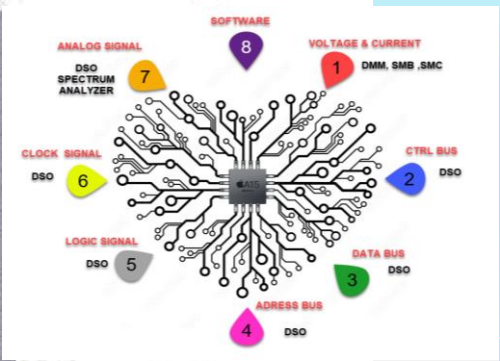 SOFTWARE
8
VOLTAGE & CURRENT
1
DMM, SMB ,SMC
CTRL BUS
2
DSO
DATA BUS
3
DSO
ADRESS BUS
4
DSO
LOGIC SIGNAL
DSO
5
CLOCK SIGNAL
DSO
6
ANALOG SIGNAL
DSO
SPECTRUM
ANALYZER
7
A15